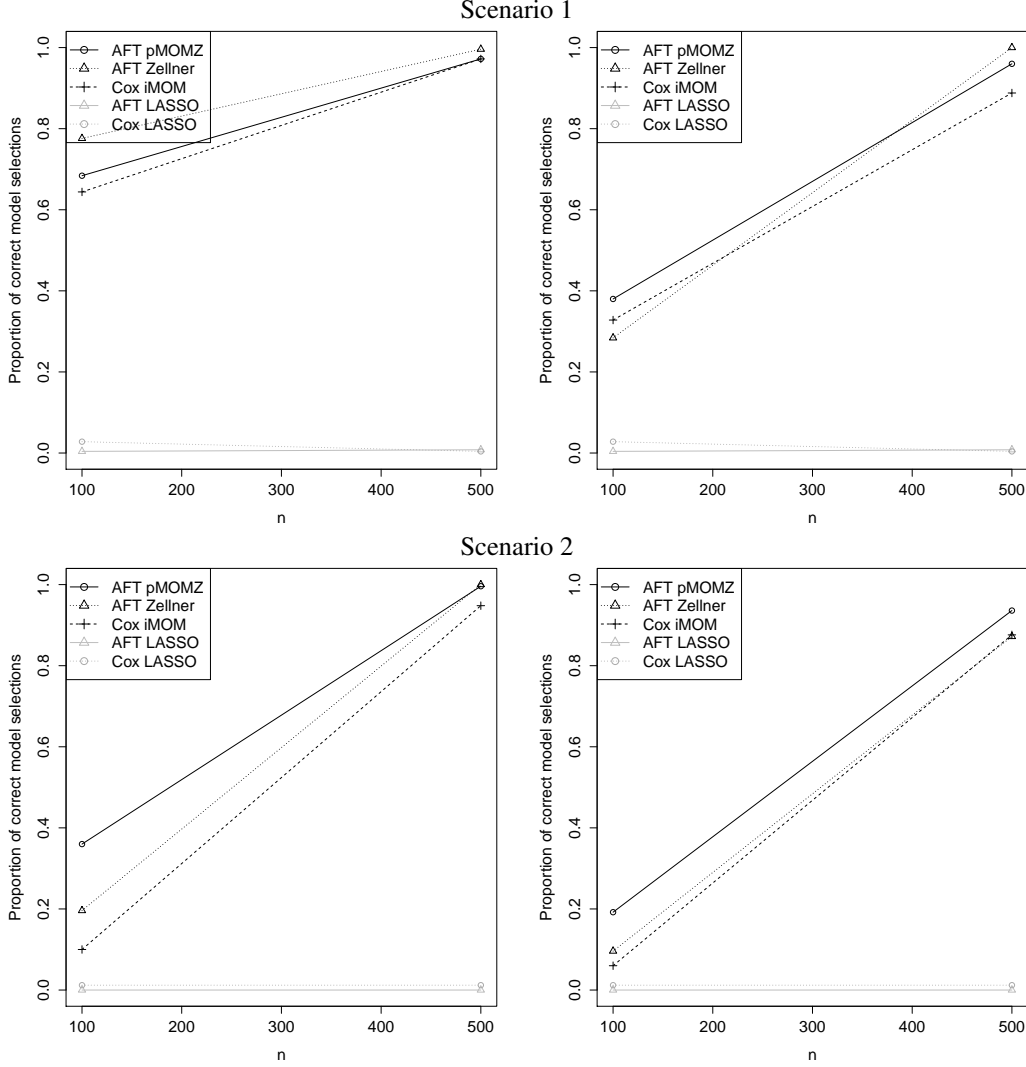 Scenario 1
AFT pMOMZ
AFT Zellner
Cox iMOM
AFT LASSO
Cox LASSO
Proportion of correct model selections
0.0
0.2
0.4
0.6
0.8
1.0
100
200
300
400
500
n
AFT pMOMZ
AFT Zellner
Cox iMOM
AFT LASSO
Cox LASSO
Proportion of correct model selections
0.0
0.2
0.4
0.6
0.8
1.0
100
200
300
400
500
n
Scenario 2
AFT pMOMZ
AFT Zellner
Cox iMOM
AFT LASSO
Cox LASSO
Proportion of correct model selections
0.0
0.2
0.4
0.6
0.8
1.0
100
200
300
400
500
n
AFT pMOMZ
AFT Zellner
Cox iMOM
AFT LASSO
Cox LASSO
Proportion of correct model selections
0.0
0.2
0.4
0.6
0.8
1.0
100
200
300
400
500
n